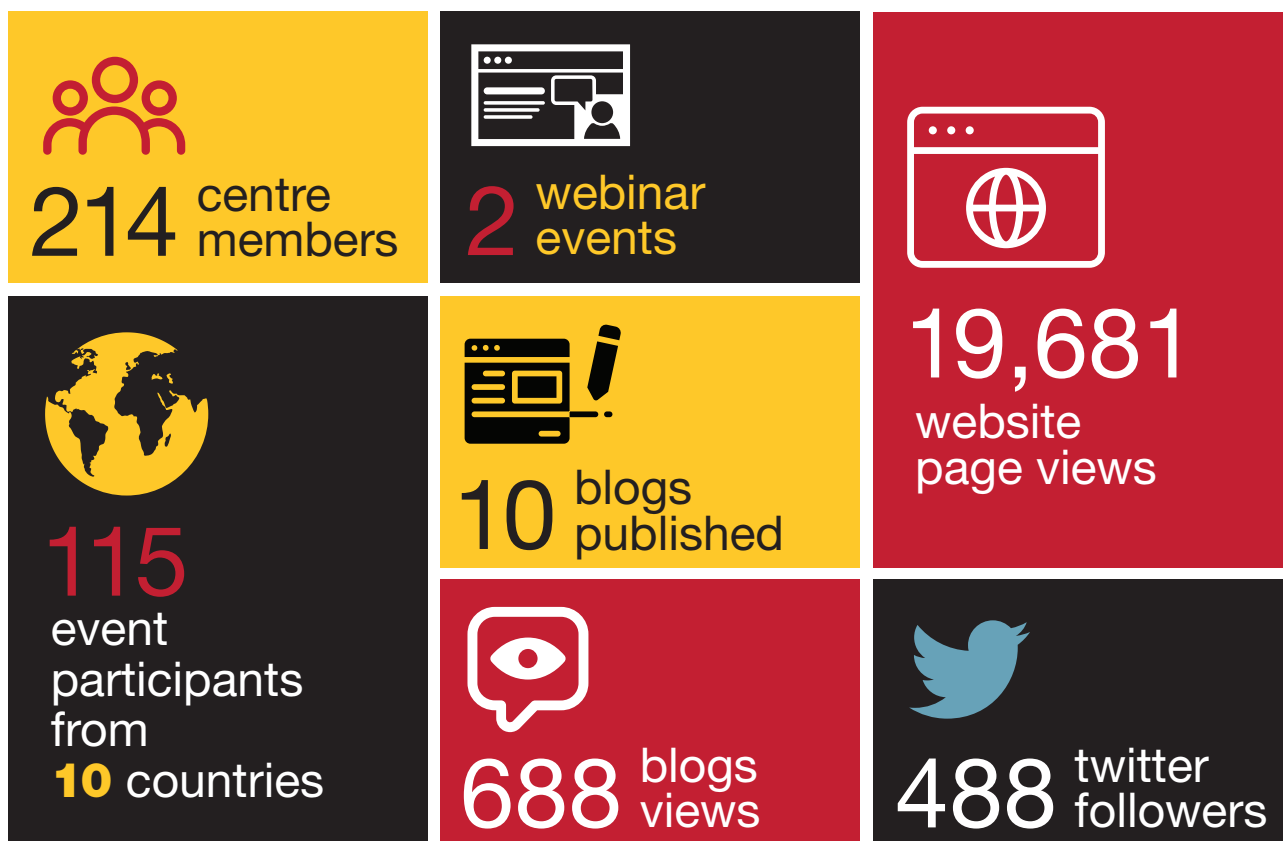 214 centre
members
2 webinar
events
19,681
website
page views
115
event
participants
from
10 countries
10 blogs
published
688 blogs
views
488 twitter
followers